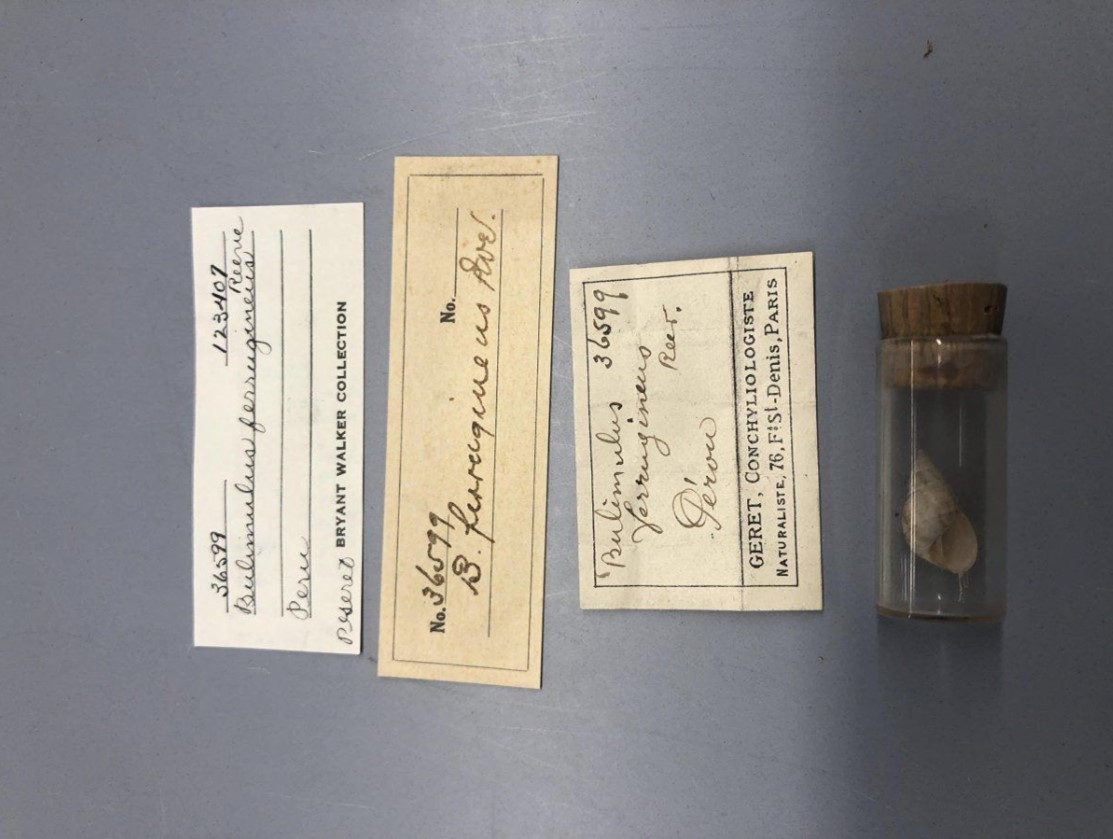 36599 123407
Bulimulus ferrugineus Reeve
Peru
BRYANT WALKER COLLECTION
No. 36599 No.
B. ferrugineus Rve.
Bulimulus 36599
ferrugineus
Reev.
Pérou
GERET, CONCHYLIOLOGISTE
NATURALISTE, 76, Fg St-Denis, PARIS